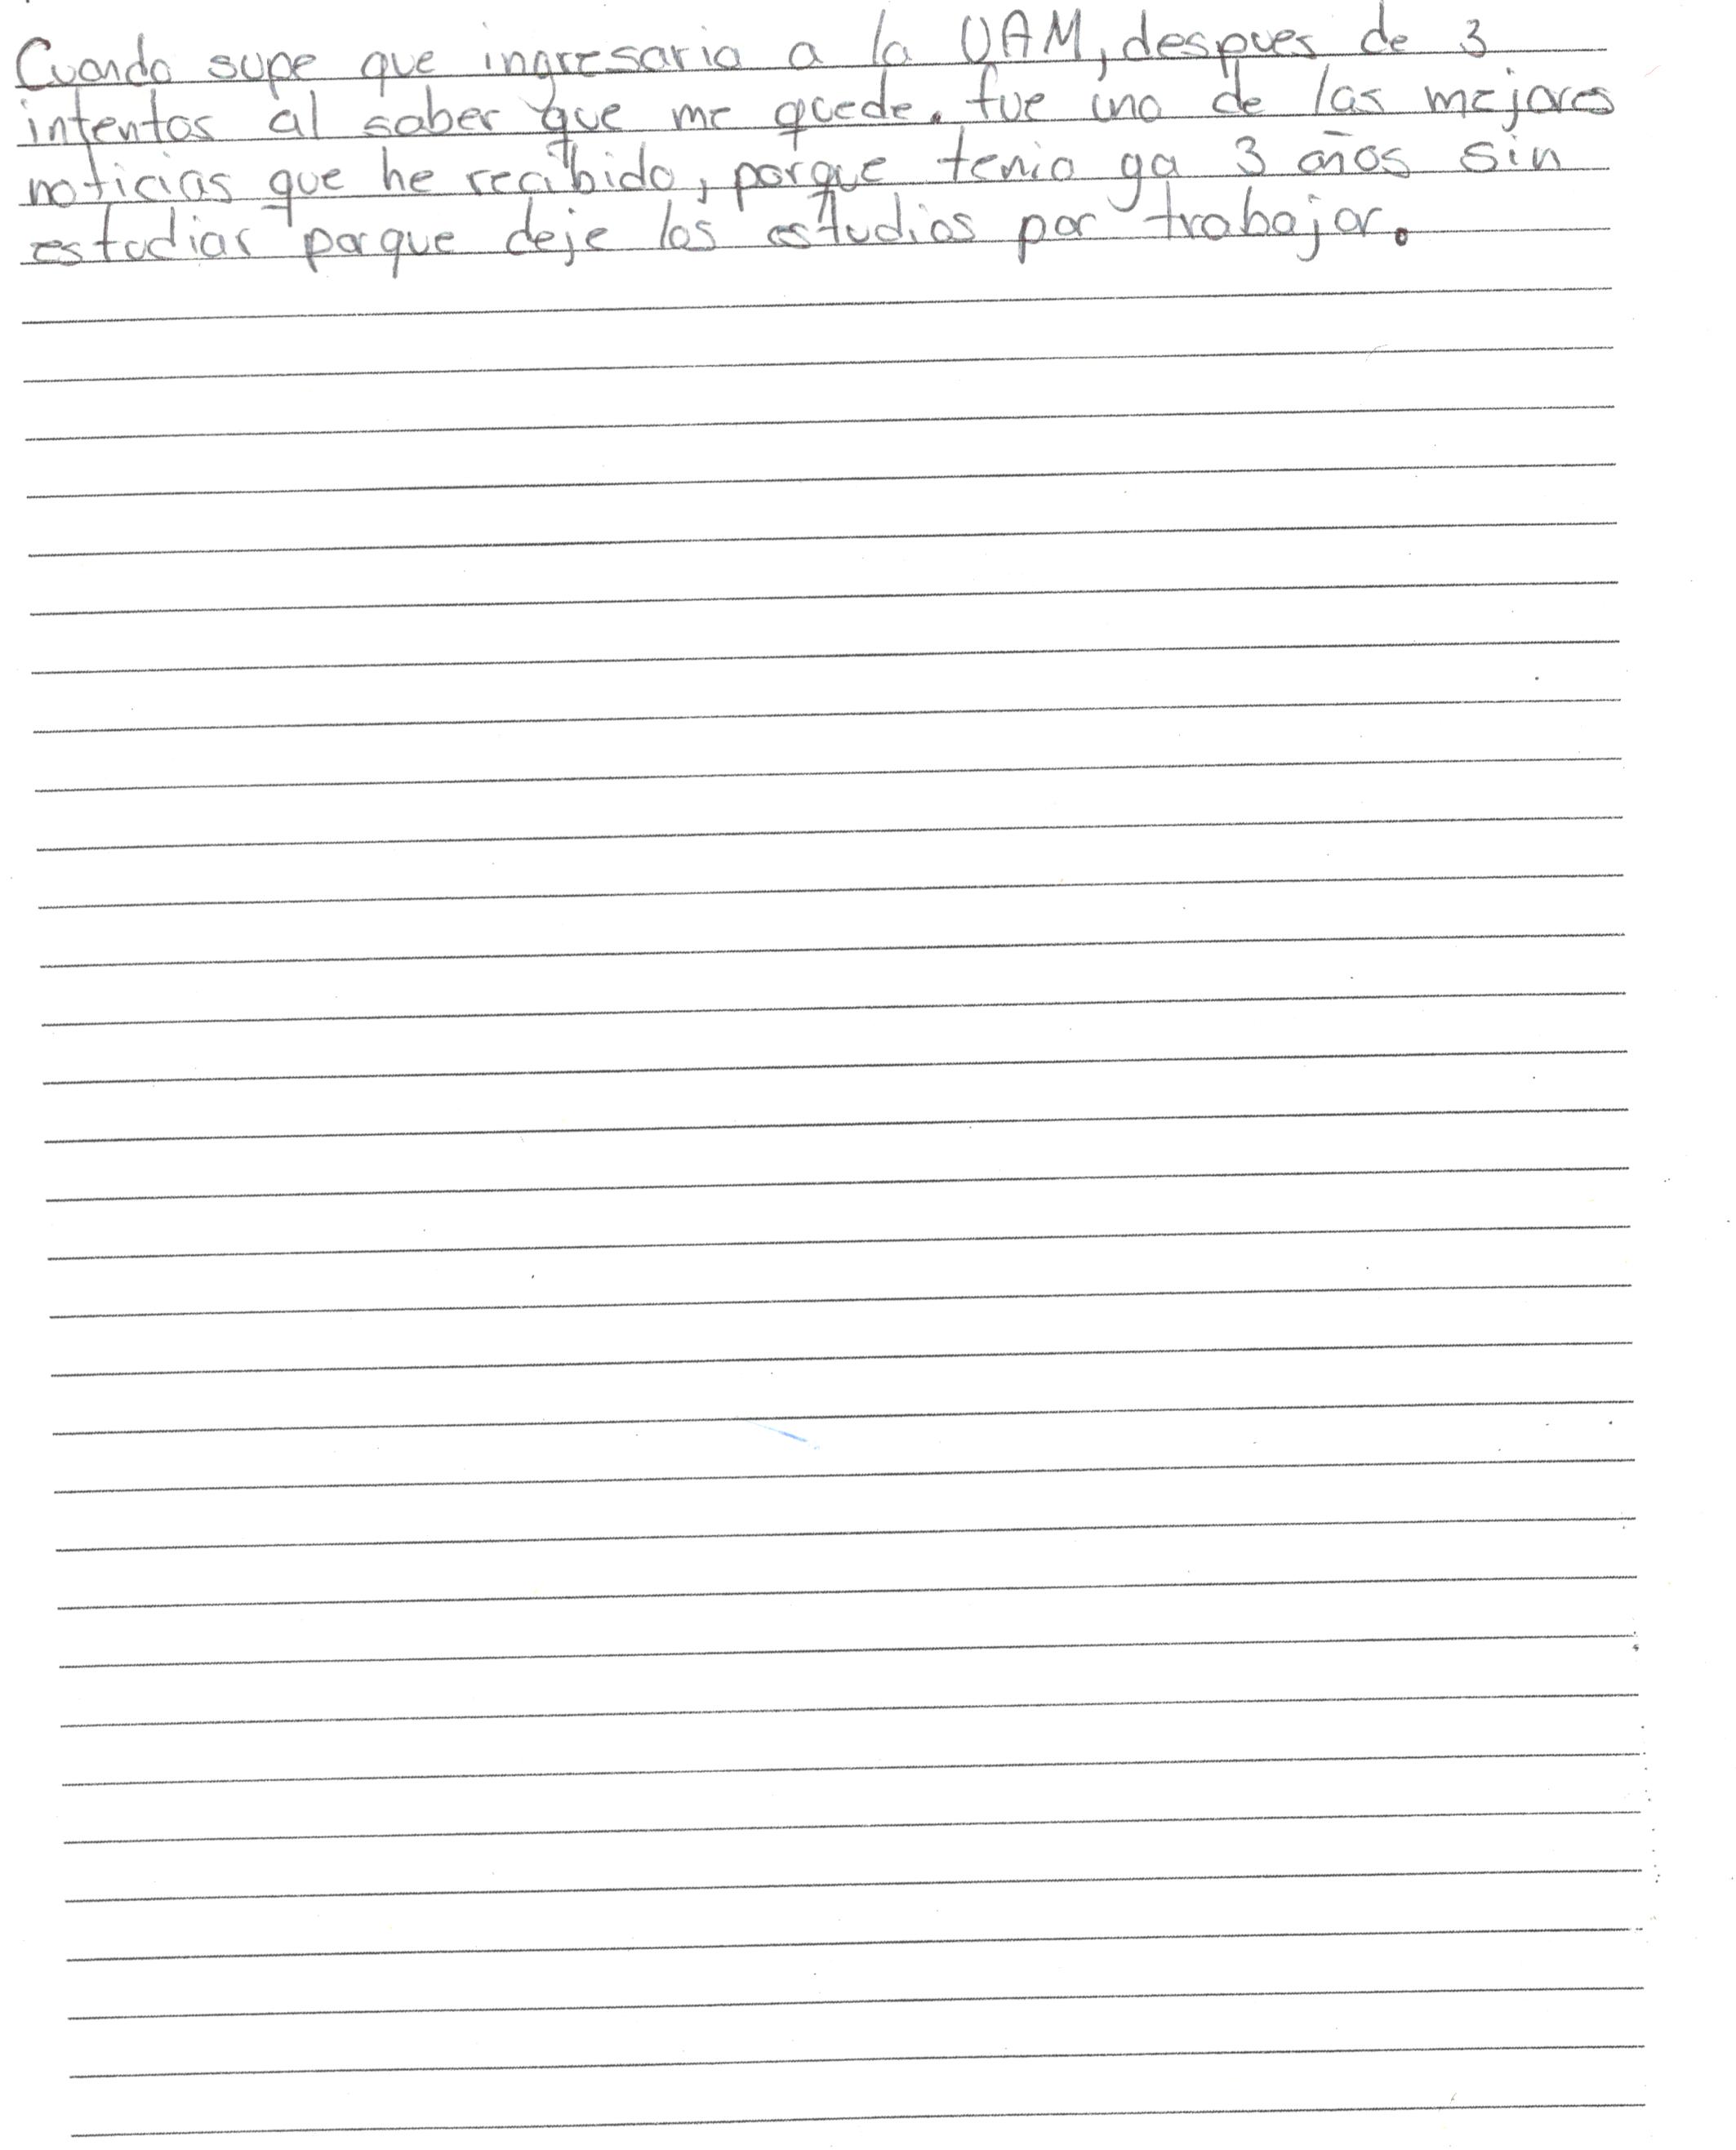 Cuando supe que ingresaria a la UAM, despues de 3
intentos al saber que me quede. fue una de las mejores
noticias que he recibido, porque tenia ya 3 años sin
estudiar porque deje los estudios por trabajar.